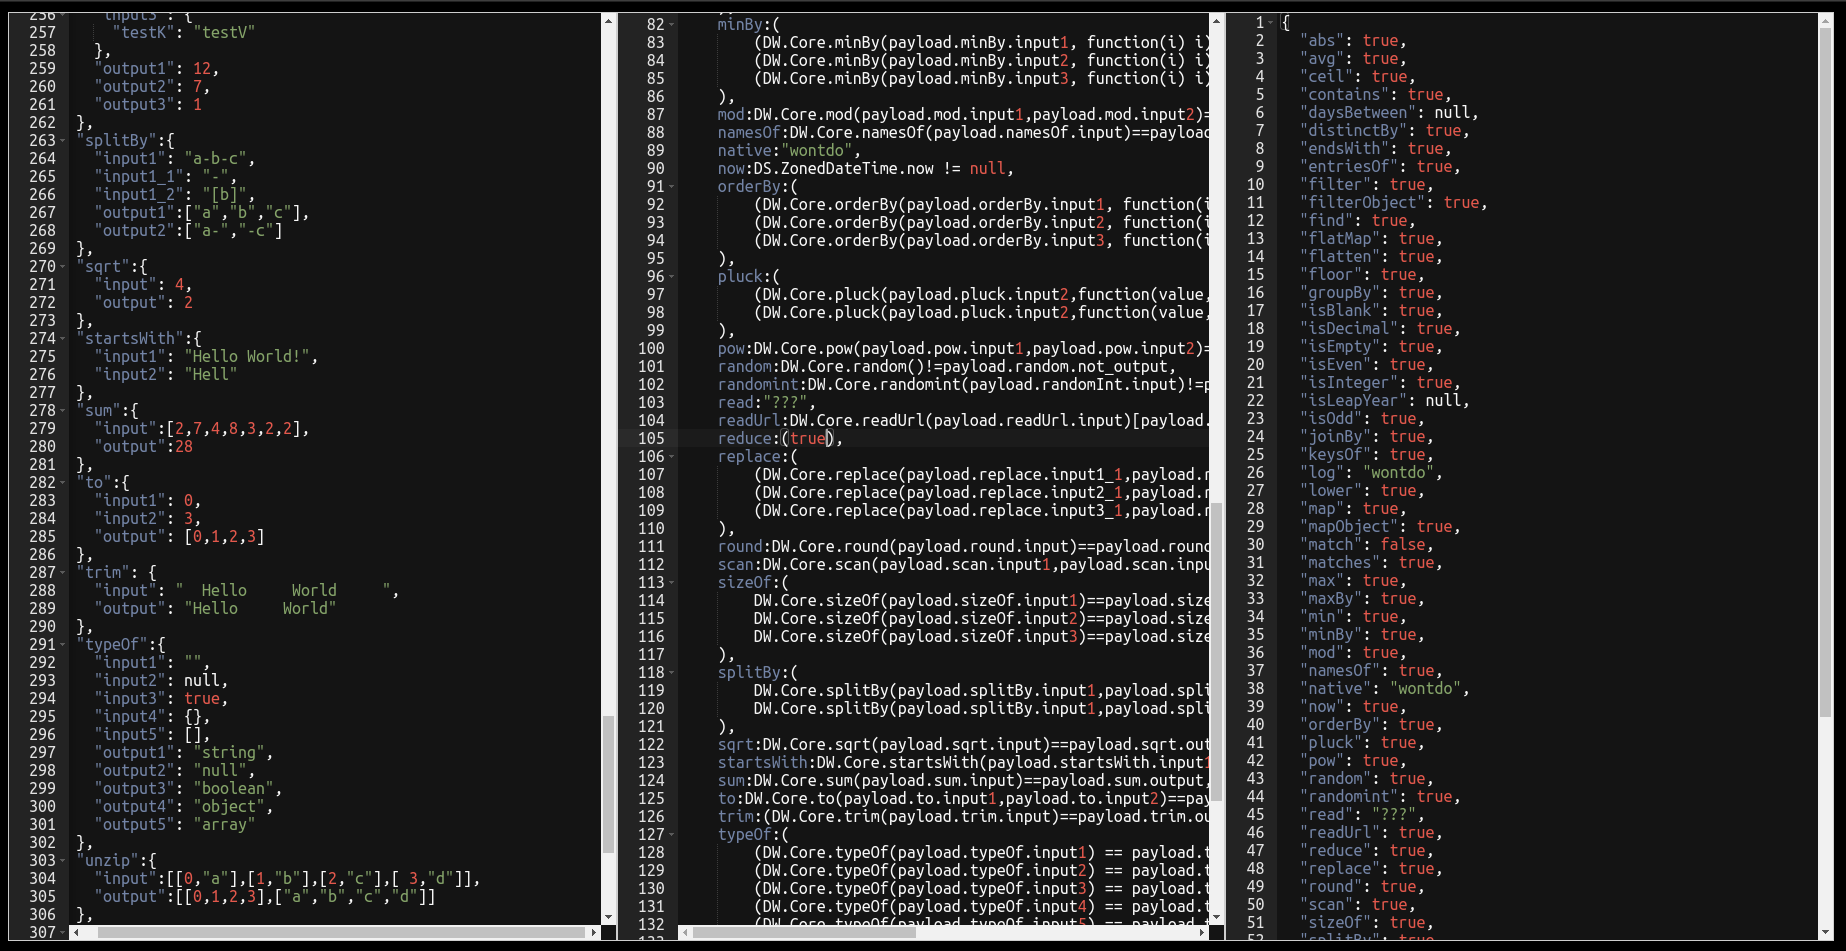 256 "input3": {
257 "testK": "testV"
258 },
259 "output1": 12,
260 "output2": 7,
261 "output3": 1
262 },
263 "splitBy":{
264 "input1": "a-b-c",
265 "input1_1": "-",
266 "input1_2": "[b]",
267 "output1":["a","b","c"],
268 "output2":["a-","-c"]
269 },
270 "sqrt":{
271 "input": 4,
272 "output": 2
273 },
274 "startsWith":{
275 "input1": "Hello World!",
276 "input2": "Hell"
277 },
278 "sum":{
279 "input":[2,7,4,8,3,2,2],
280 "output":28
281 },
282 "to":{
283 "input1": 0,
284 "input2": 3,
285 "output": [0,1,2,3]
286 },
287 "trim": {
288 "input": "  Hello     World     ",
289 "output": "Hello     World"
290 },
291 "typeOf":{
292 "input1": "",
293 "input2": null,
294 "input3": true,
295 "input4": {},
296 "input5": [],
297 "output1": "string",
298 "output2": "null",
299 "output3": "boolean",
300 "output4": "object",
301 "output5": "array"
302 },
303 "unzip":{
304 "input":[[0,"a"],[1,"b"],[2,"c"],[ 3,"d"]],
305 "output":[[0,1,2,3],["a","b","c","d"]]
306 },
307
82 minBy:(
83 (DW.Core.minBy(payload.minBy.input1, function(i) i)
84 (DW.Core.minBy(payload.minBy.input2, function(i) i)
85 (DW.Core.minBy(payload.minBy.input3, function(i) i)
86 ),
87 mod:DW.Core.mod(payload.mod.input1,payload.mod.input2)=
88 namesOf:DW.Core.namesOf(payload.namesOf.input)==payload
89 native:"wontdo",
90 now:DS.ZonedDateTime.now != null,
91 orderBy:(
92 (DW.Core.orderBy(payload.orderBy.input1, function(i
93 (DW.Core.orderBy(payload.orderBy.input2, function(i
94 (DW.Core.orderBy(payload.orderBy.input3, function(i
95 ),
96 pluck:(
97 (DW.Core.pluck(payload.pluck.input2,function(value,
98 (DW.Core.pluck(payload.pluck.input2,function(value,
99 ),
100 pow:DW.Core.pow(payload.pow.input1,payload.pow.input2)=
101 random:DW.Core.random()!=payload.random.not_output,
102 randomint:DW.Core.randomint(payload.randomInt.input)!=p
103 read:"???",
104 readUrl:DW.Core.readUrl(payload.readUrl.input)[payload.
105 reduce:(true),
106 replace:(
107 (DW.Core.replace(payload.replace.input1_1,payload.r
108 (DW.Core.replace(payload.replace.input2_1,payload.r
109 (DW.Core.replace(payload.replace.input3_1,payload.r
110 ),
111 round:DW.Core.round(payload.round.input)==payload.round
112 scan:DW.Core.scan(payload.scan.input1,payload.scan.inpu
113 sizeOf:(
114 DW.Core.sizeOf(payload.sizeOf.input1)==payload.size
115 DW.Core.sizeOf(payload.sizeOf.input2)==payload.size
116 DW.Core.sizeOf(payload.sizeOf.input3)==payload.size
117 ),
118 splitBy:(
119 DW.Core.splitBy(payload.splitBy.input1,payload.spli
120 DW.Core.splitBy(payload.splitBy.input1,payload.spli
121 ),
122 sqrt:DW.Core.sqrt(payload.sqrt.input)==payload.sqrt.out
123 startsWith:DW.Core.startsWith(payload.startsWith.input1
124 sum:DW.Core.sum(payload.sum.input)==payload.sum.output,
125 to:DW.Core.to(payload.to.input1,payload.to.input2)==pay
126 trim:(DW.Core.trim(payload.trim.input)==payload.trim.ou
127 typeOf:(
128 (DW.Core.typeOf(payload.typeOf.input1) == payload.t
129 (DW.Core.typeOf(payload.typeOf.input2) == payload.t
130 (DW.Core.typeOf(payload.typeOf.input3) == payload.t
131 (DW.Core.typeOf(payload.typeOf.input4) == payload.t
132 (DW.Core.typeOf(payload.typeOf.input5) == payload.t
1 {
2 "abs": true,
3 "avg": true,
4 "ceil": true,
5 "contains": true,
6 "daysBetween": null,
7 "distinctBy": true,
8 "endsWith": true,
9 "entriesOf": true,
10 "filter": true,
11 "filterObject": true,
12 "find": true,
13 "flatMap": true,
14 "flatten": true,
15 "floor": true,
16 "groupBy": true,
17 "isBlank": true,
18 "isDecimal": true,
19 "isEmpty": true,
20 "isEven": true,
21 "isInteger": true,
22 "isLeapYear": null,
23 "isOdd": true,
24 "joinBy": true,
25 "keysOf": true,
26 "log": "wontdo",
27 "lower": true,
28 "map": true,
29 "mapObject": true,
30 "match": false,
31 "matches": true,
32 "max": true,
33 "maxBy": true,
34 "min": true,
35 "minBy": true,
36 "mod": true,
37 "namesOf": true,
38 "native": "wontdo",
39 "now": true,
40 "orderBy": true,
41 "pluck": true,
42 "pow": true,
43 "random": true,
44 "randomint": true,
45 "read": "???",
46 "readUrl": true,
47 "reduce": true,
48 "replace": true,
49 "round": true,
50 "scan": true,
51 "sizeOf": true,
52 "splitBy": true,